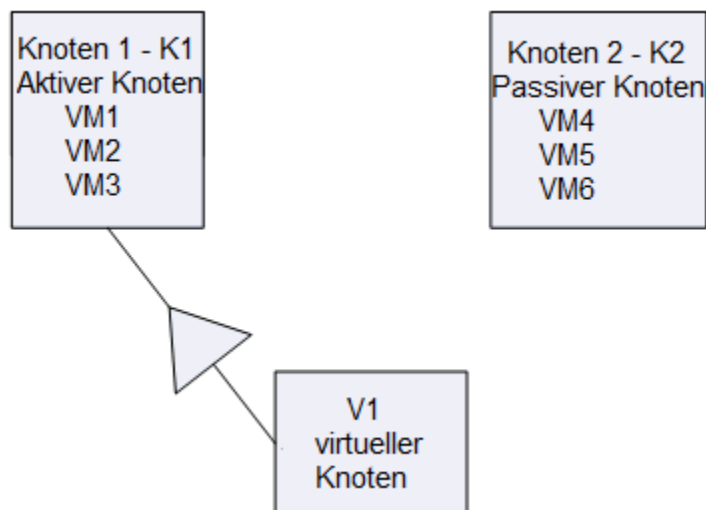 Knoten 1 - K1
Aktiver Knoten
VM1
VM2
VM3
Knoten 2 - K2
Passiver Knoten
VM4
VM5
VM6
V1
virtueller
Knoten